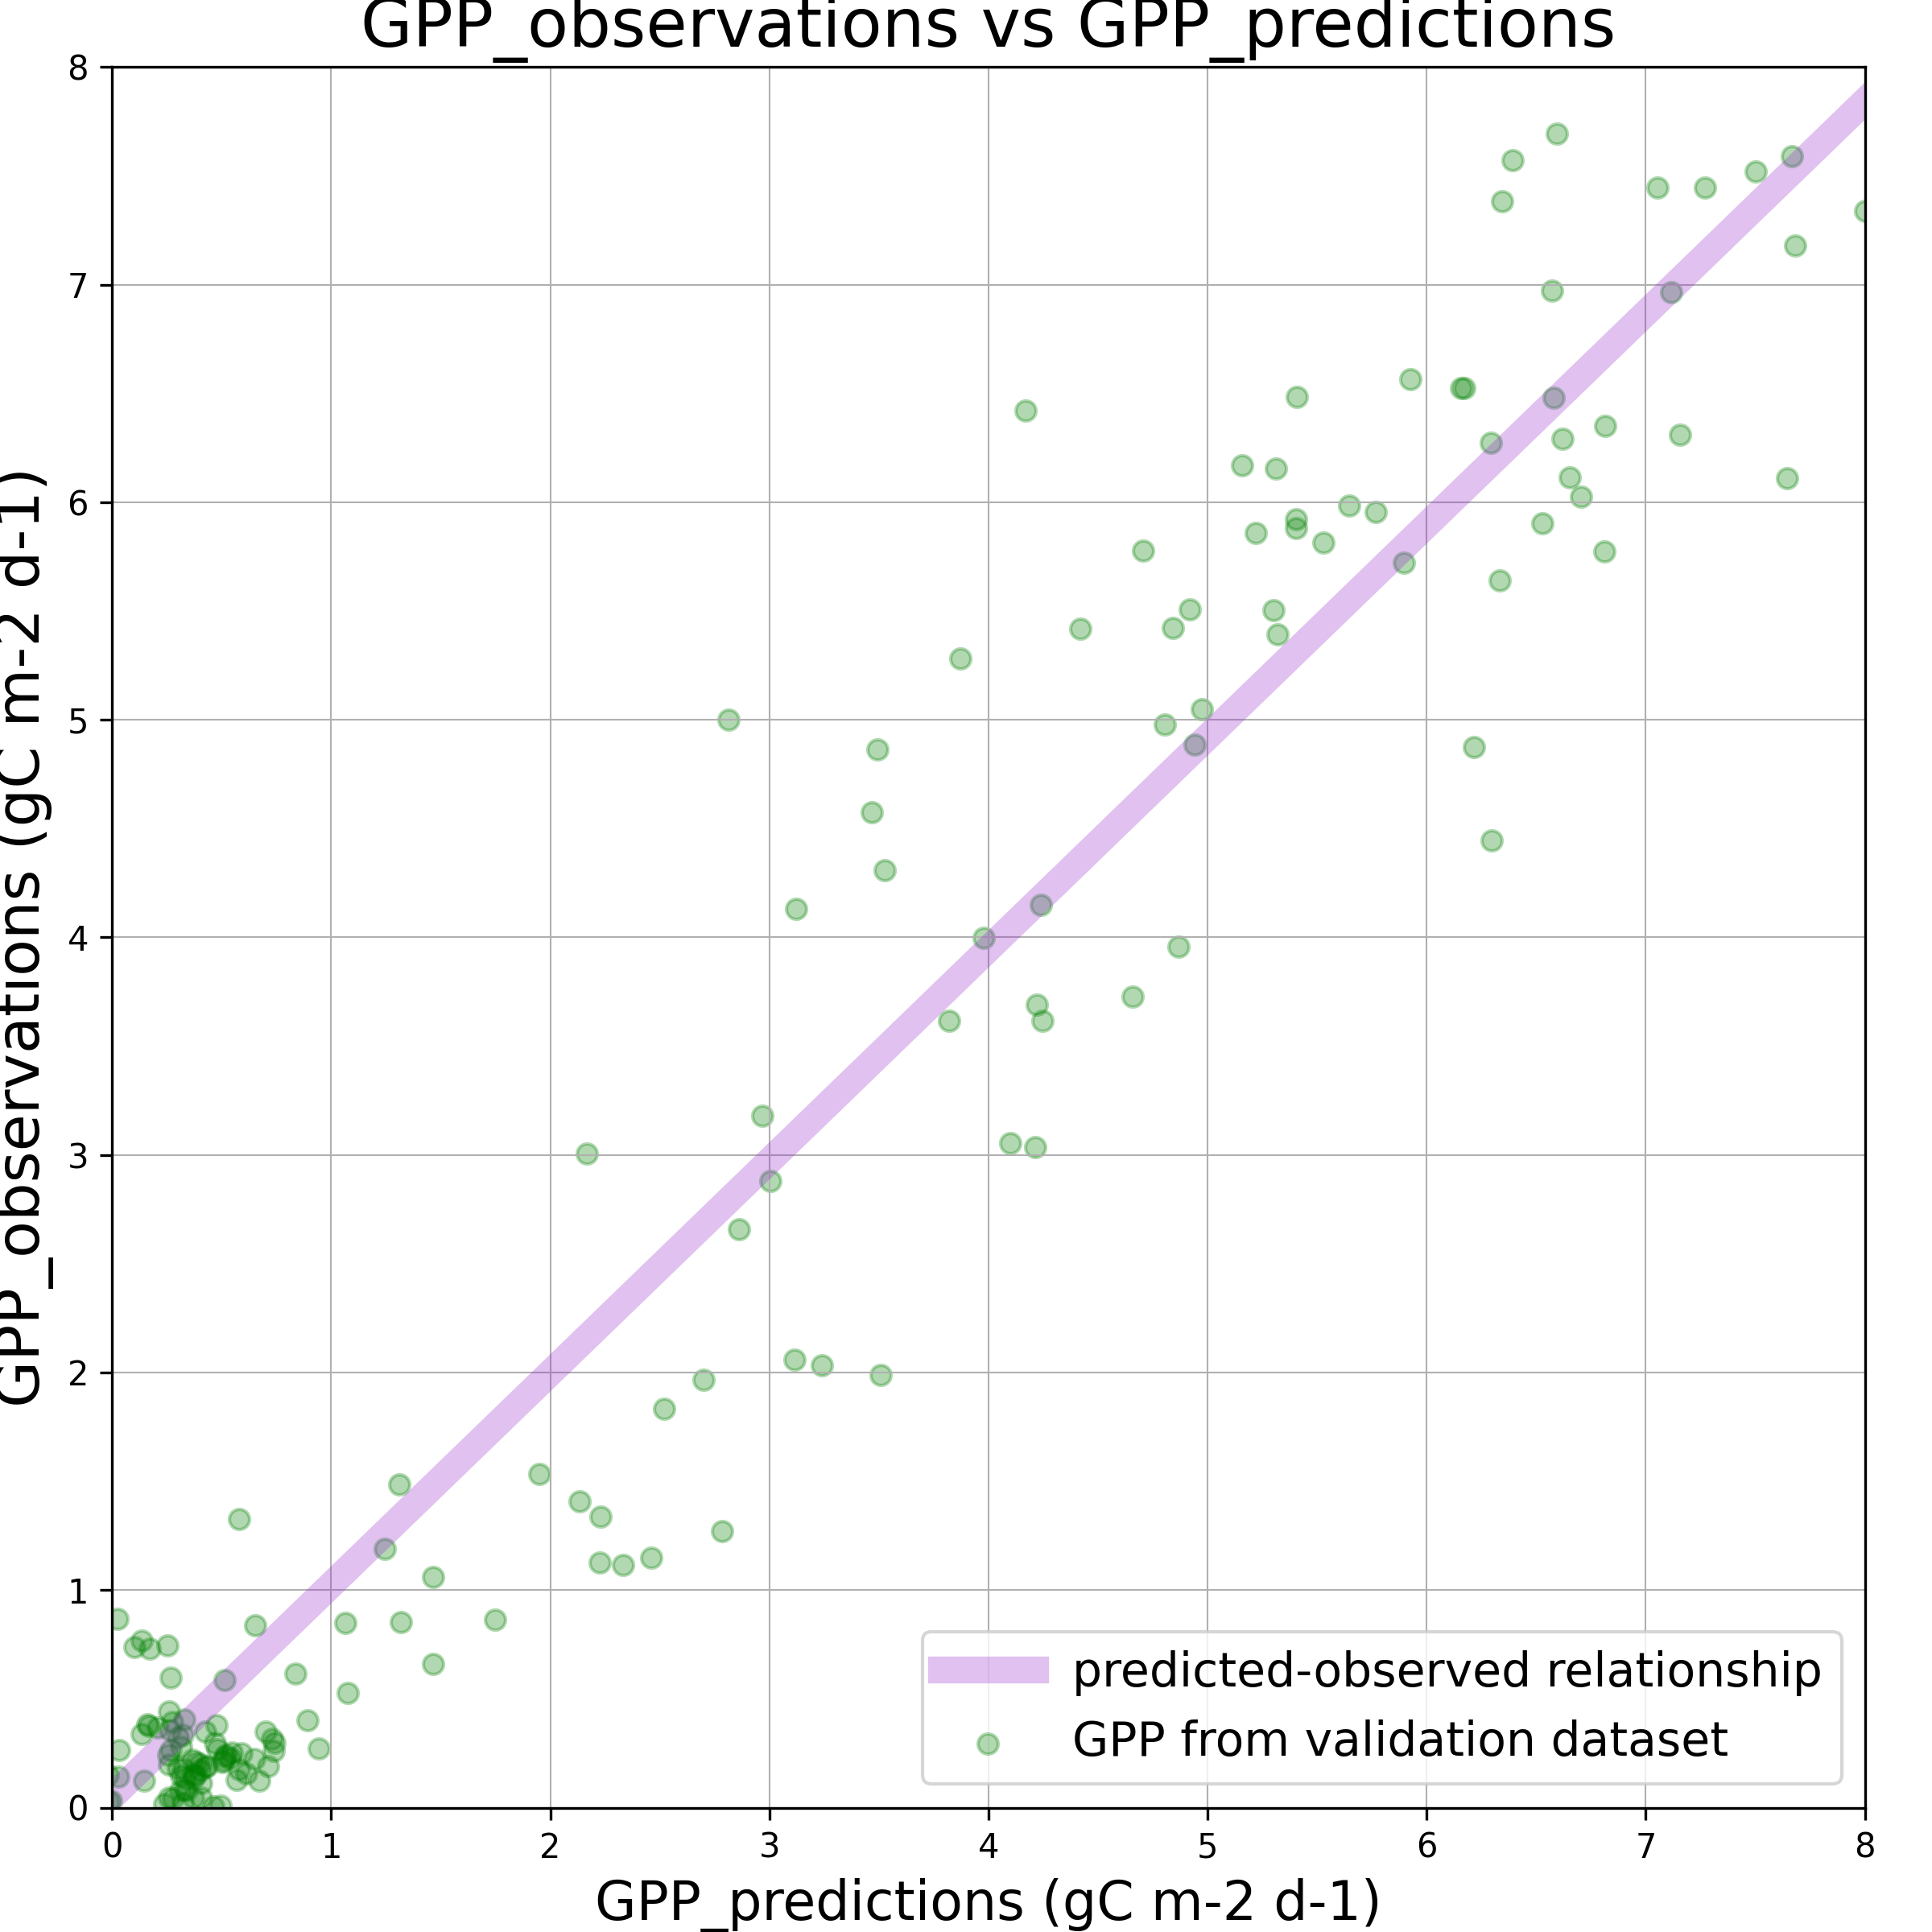 GPP_observations vs GPP_predictions
8
7
6
5
4
3
2
1
0
GPP_observations (gC m-2 d-1)
predicted-observed relationship
GPP from validation dataset
0 1 2 3 4 5 6 7 8
GPP_predictions (gC m-2 d-1)